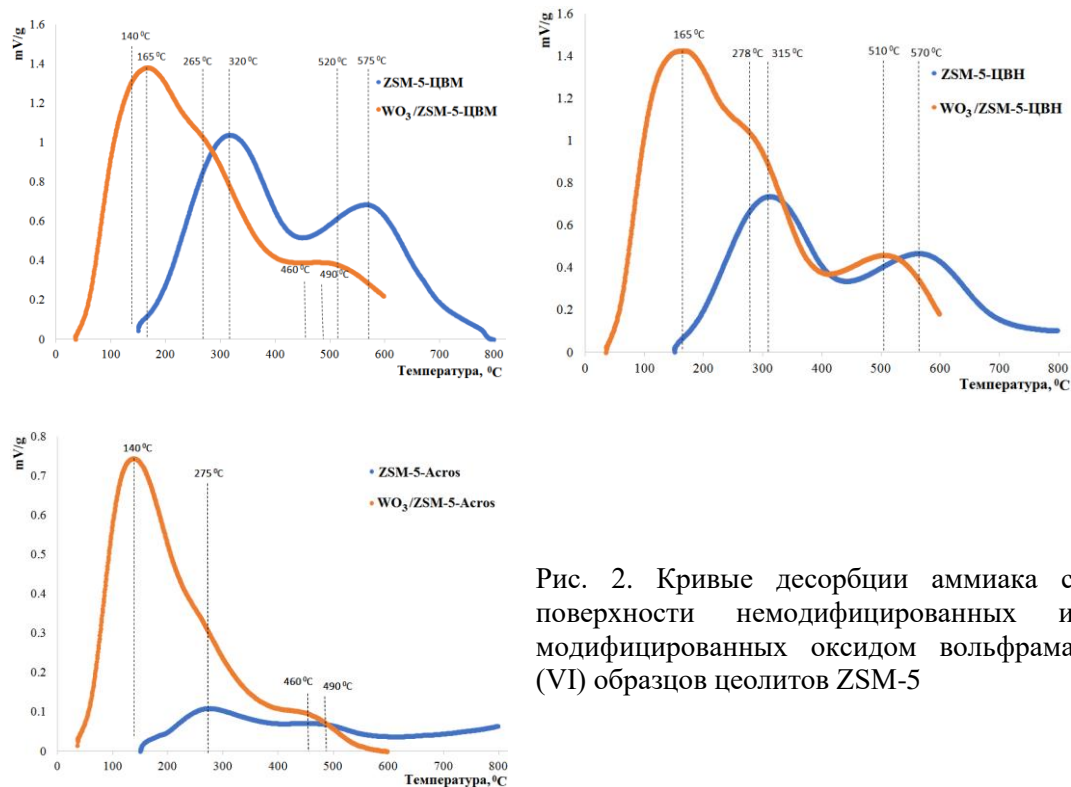 mV/g
1.6
1.4
1.2
1
0.8
0.6
0.4
0.2
0
0 100 200 300 400 500 600 700 800
Температура, ⁰C
140 ⁰C
165 ⁰C
265 ⁰C
320 ⁰C
520 ⁰C
575 ⁰C
460 ⁰C
490 ⁰C
ZSM-5-ЦВМ
WO₃/ZSM-5-ЦВМ
mV/g
1.6
1.4
1.2
1
0.8
0.6
0.4
0.2
0
0 100 200 300 400 500 600 700 800
Температура, ⁰C
165 ⁰C
278 ⁰C
315 ⁰C
510 ⁰C
570 ⁰C
ZSM-5-ЦВН
WO₃/ZSM-5-ЦВН
mV/g
0.8
0.7
0.6
0.5
0.4
0.3
0.2
0.1
0
0 100 200 300 400 500 600 700 800
Температура, ⁰C
140 ⁰C
275 ⁰C
460 ⁰C
490 ⁰C
ZSM-5-Acros
WO₃/ZSM-5-Acros
Рис. 2. Кривые десорбции аммиака с
поверхности немодифицированных и
модифицированных оксидом вольфрама
(VI) образцов цеолитов ZSM-5